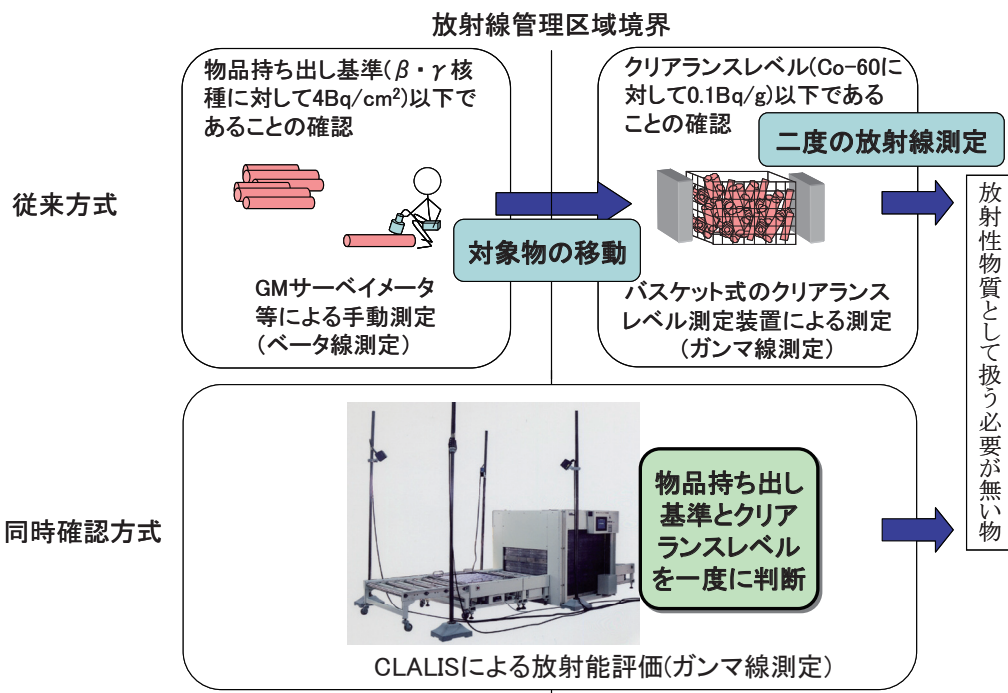 放射線管理区域境界
従来方式
物品持ち出し基準(β・γ核
種に対して4Bq/cm²)以下で
あることの確認
GMサーベイメータ
等による手動測定
(ベータ線測定)
対象物の移動
クリアランスレベル(Co-60に
対して0.1Bq/g)以下である
ことの確認
二度の放射線測定
バスケット式のクリアランス
レベル測定装置による測定
(ガンマ線測定)
放射性物質として扱う必要が無い物
同時確認方式
物品持ち出し
基準とクリア
ランスレベル
を一度に判断
CLALISによる放射能評価(ガンマ線測定)